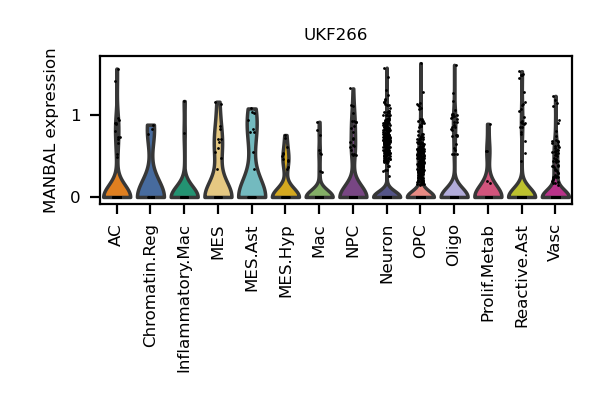 UKF266
MANBAL expression
1
0
AC
Chromatin.Reg
Inflammatory.Mac
MES
MES.Ast
MES.Hyp
Mac
NPC
Neuron
OPC
Oligo
Prolif.Metab
Reactive.Ast
Vasc